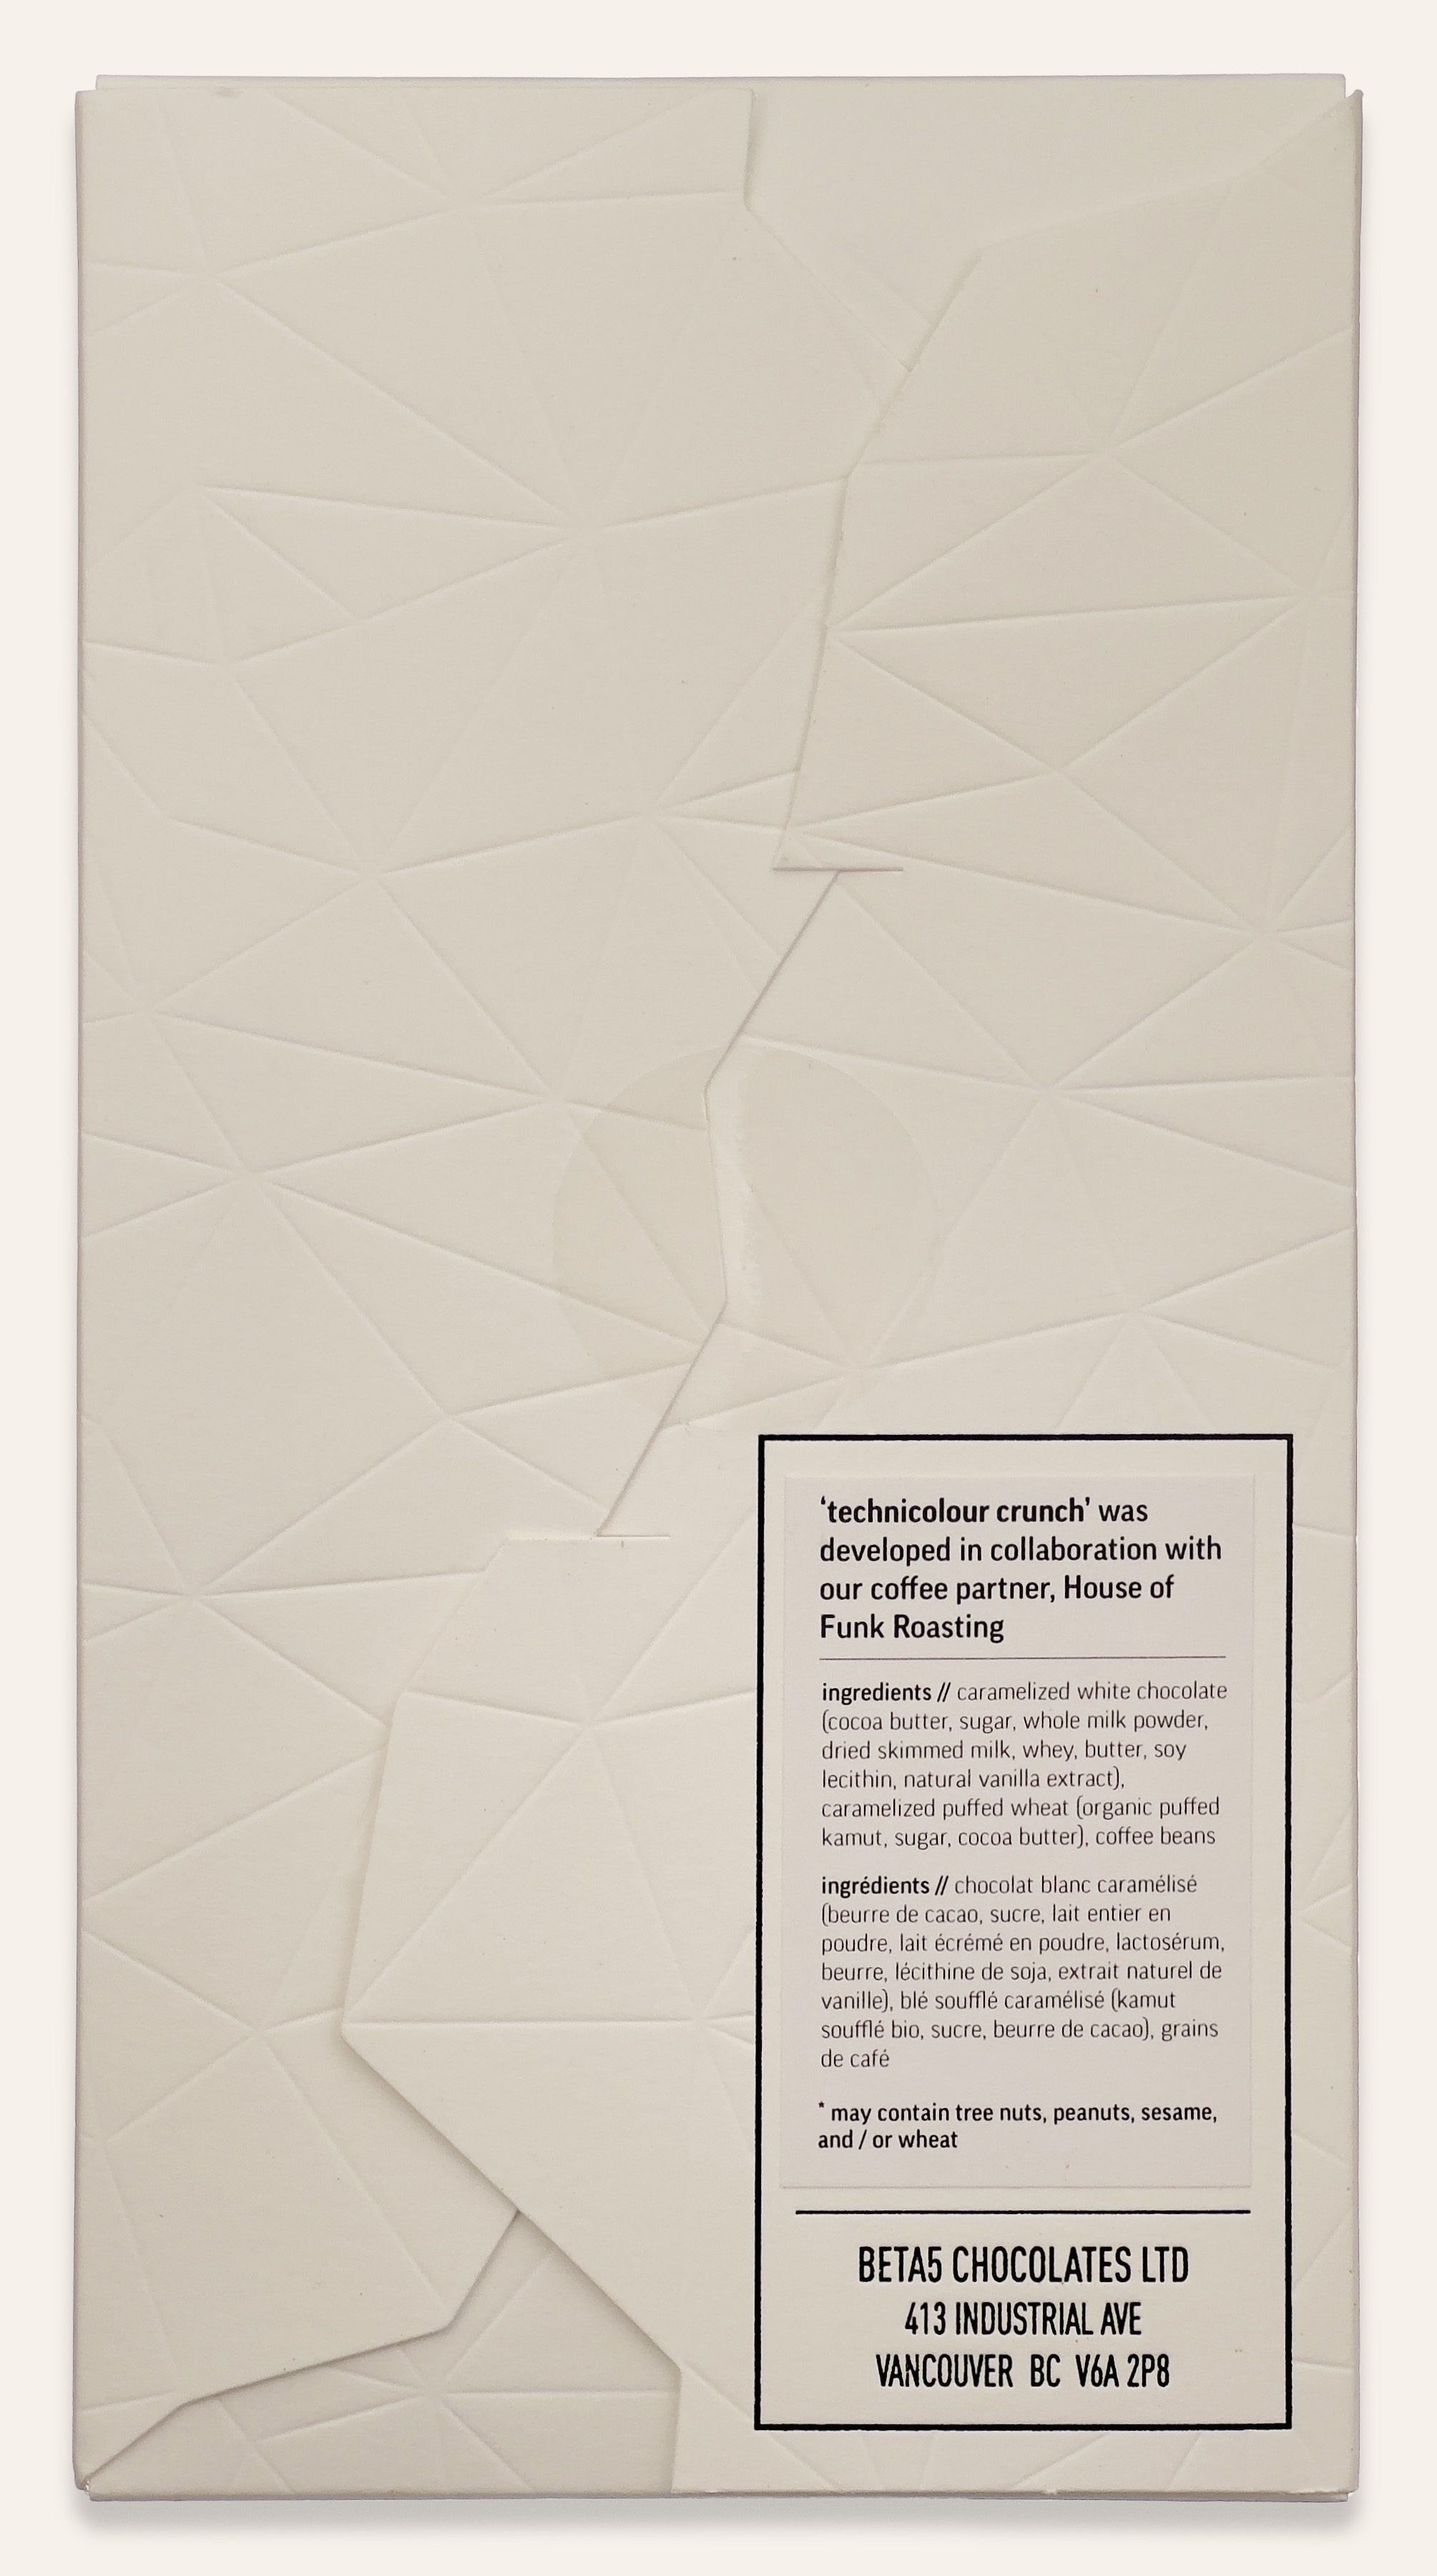 ‘technicolour crunch’ was
developed in collaboration with
our coffee partner, House of
Funk Roasting
ingredients // caramelized white chocolate
(cocoa butter, sugar, whole milk powder,
dried skimmed milk, whey, butter, soy
lecithin, natural vanilla extract),
caramelized puffed wheat (organic puffed
kamut, sugar, cocoa butter), coffee beans
ingrédients // chocolat blanc caramélisé
(beurre de cacao, sucre, lait entier en
poudre, lait écrémé en poudre, lactosérum,
beurre, lécithine de soja, extrait naturel de
vanille), blé soufflé caramélisé (kamut
soufflé bio, sucre, beurre de cacao), grains
de café
* may contain tree nuts, peanuts, sesame,
and / or wheat
BETA5 CHOCOLATES LTD
413 INDUSTRIAL AVE
VANCOUVER BC V6A 2P8